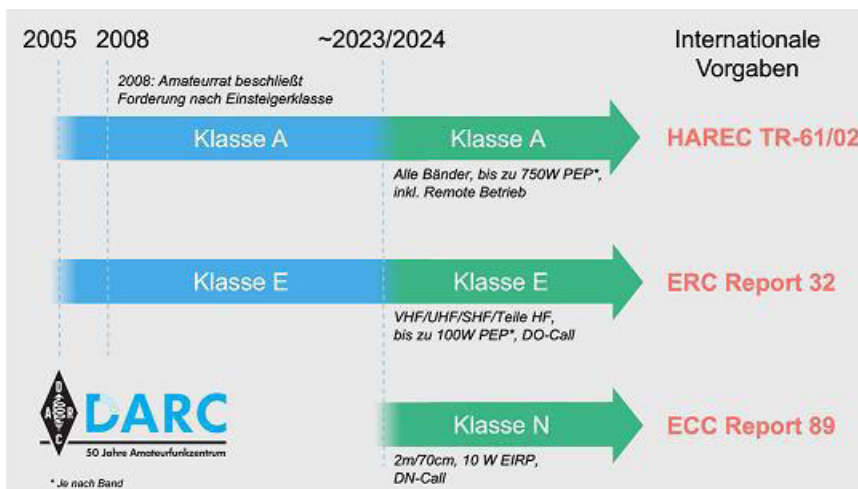 2005 2008 ~2023/2024 Internationale
Vorgaben
2008: Amateurrat beschließt
Forderung nach Einsteigerklasse
Klasse A Klasse A HAREC TR-61/02
Alle Bänder, bis zu 750W PEP*,
inkl. Remote Betrieb
Klasse E Klasse E ERC Report 32
VHF/UHF/SHF/Teile HF,
bis zu 100W PEP*, DO-Call
D
A R
C
DARC
50 Jahre Amateurfunkzentrum
Klasse N ECC Report 89
2m/70cm, 10 W EIRP,
DN-Call
* Je nach Band